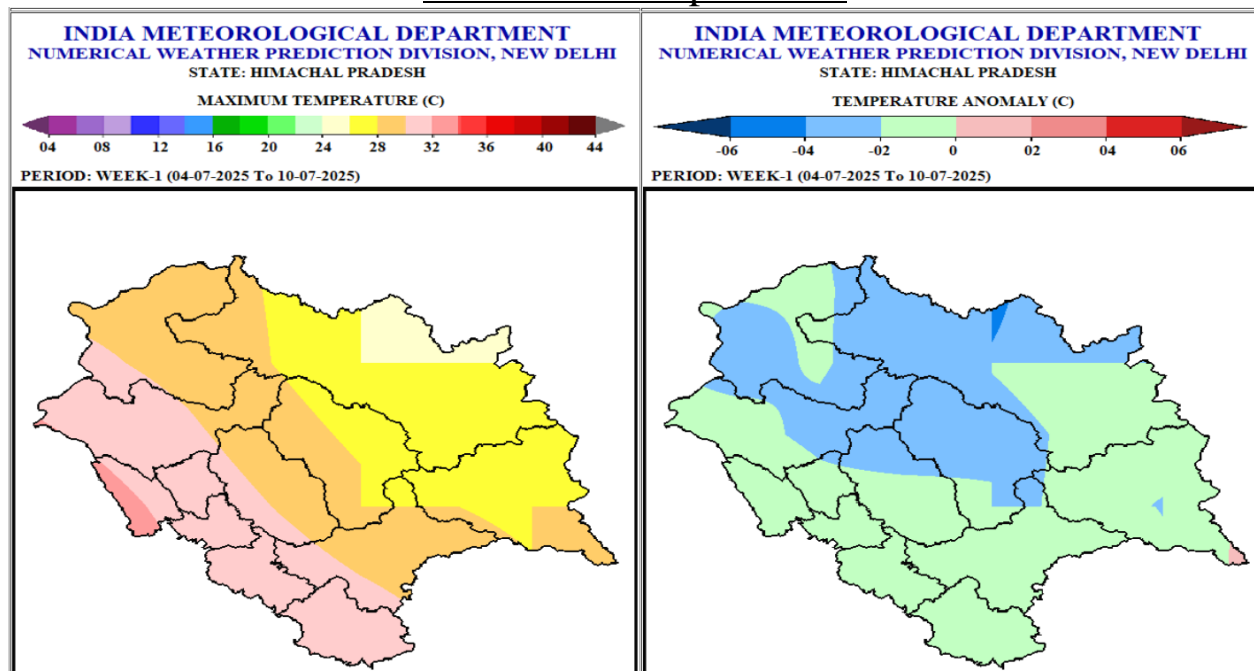 INDIA METEOROLOGICAL DEPARTMENT
NUMERICAL WEATHER PREDICTION DIVISION, NEW DELHI
STATE: HIMACHAL PRADESH
MAXIMUM TEMPERATURE (C)
04 08 12 16 20 24 28 32 36 40 44
PERIOD: WEEK-1 (04-07-2025 To 10-07-2025)
INDIA METEOROLOGICAL DEPARTMENT
NUMERICAL WEATHER PREDICTION DIVISION, NEW DELHI
STATE: HIMACHAL PRADESH
TEMPERATURE ANOMALY (C)
-06 -04 -02 0 02 04 06
PERIOD: WEEK-1 (04-07-2025 To 10-07-2025)